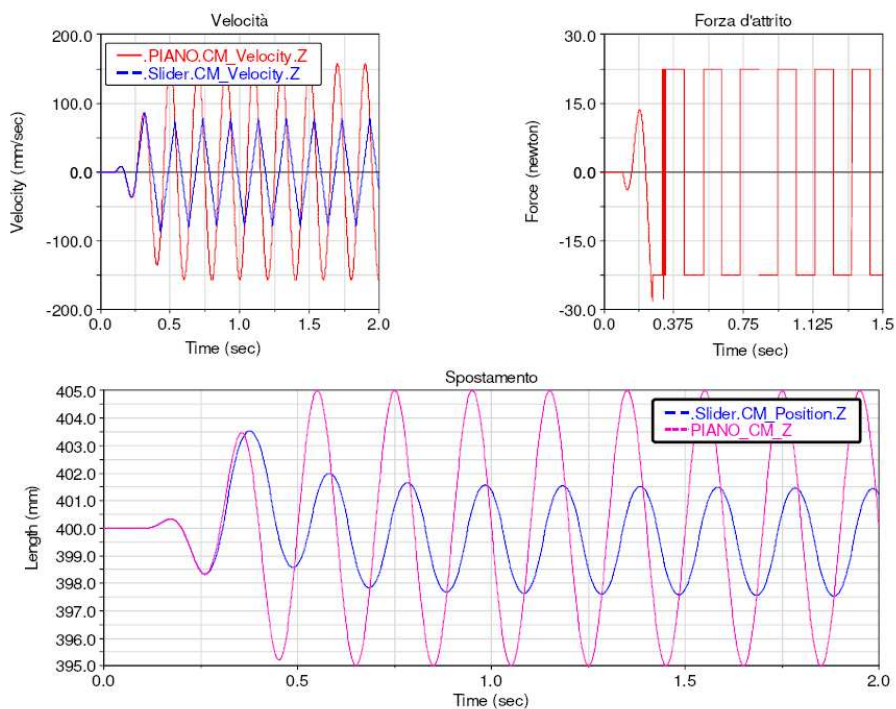 Velocità
200.0
.PIANO.CM_Velocity.Z
.Slider.CM_Velocity.Z
100.0
0.0
-100.0
-200.0
0.0 0.5 1.0 1.5 2.0
Time (sec)
Velocity (mm/sec)
Forza d'attrito
30.0
15.0
0.0
-15.0
-30.0
0.0 0.375 0.75 1.125 1.5
Time (sec)
Force (newton)
Spostamento
405.0
404.0
403.0
402.0
401.0
400.0
399.0
398.0
397.0
396.0
395.0
.Slider.CM_Position.Z
PIANO_CM_Z
0.0 0.5 1.0 1.5 2.0
Time (sec)
Length (mm)